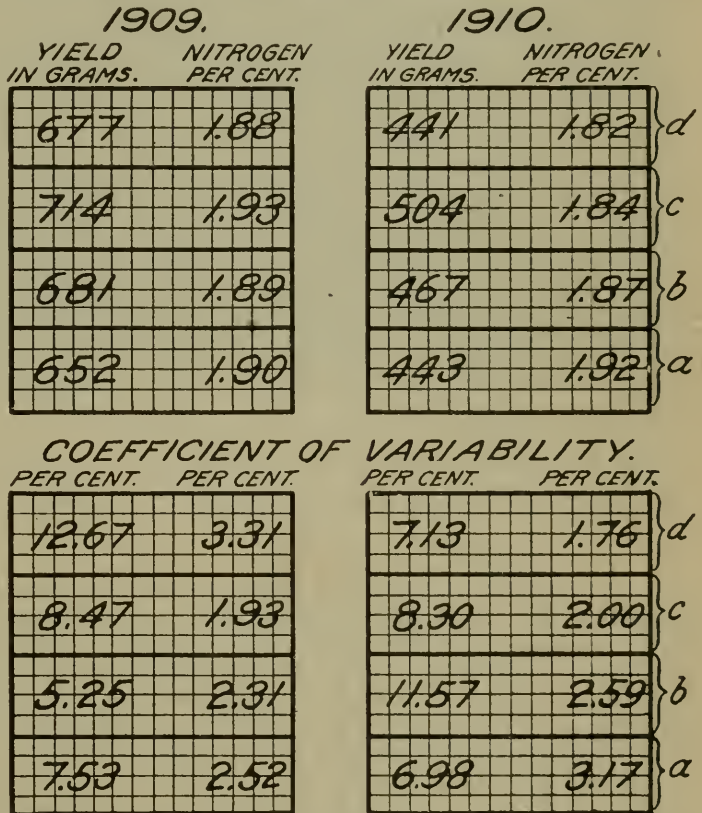 1909. 1910.
YIELD IN GRAMS. NITROGEN PER CENT. YIELD IN GRAMS. NITROGEN PER CENT.
677 1.88 441 1.82 d
714 1.93 504 1.84 c
681 1.89 467 1.87 b
652 1.90 443 1.92 a
COEFFICIENT OF VARIABILITY.
PER CENT. PER CENT. PER CENT. PER CENT.
12.67 3.31 7.13 1.76 d
8.47 1.93 8.30 2.00 c
5.25 2.31 11.57 2.59 b
7.53 2.52 6.98 3.17 a